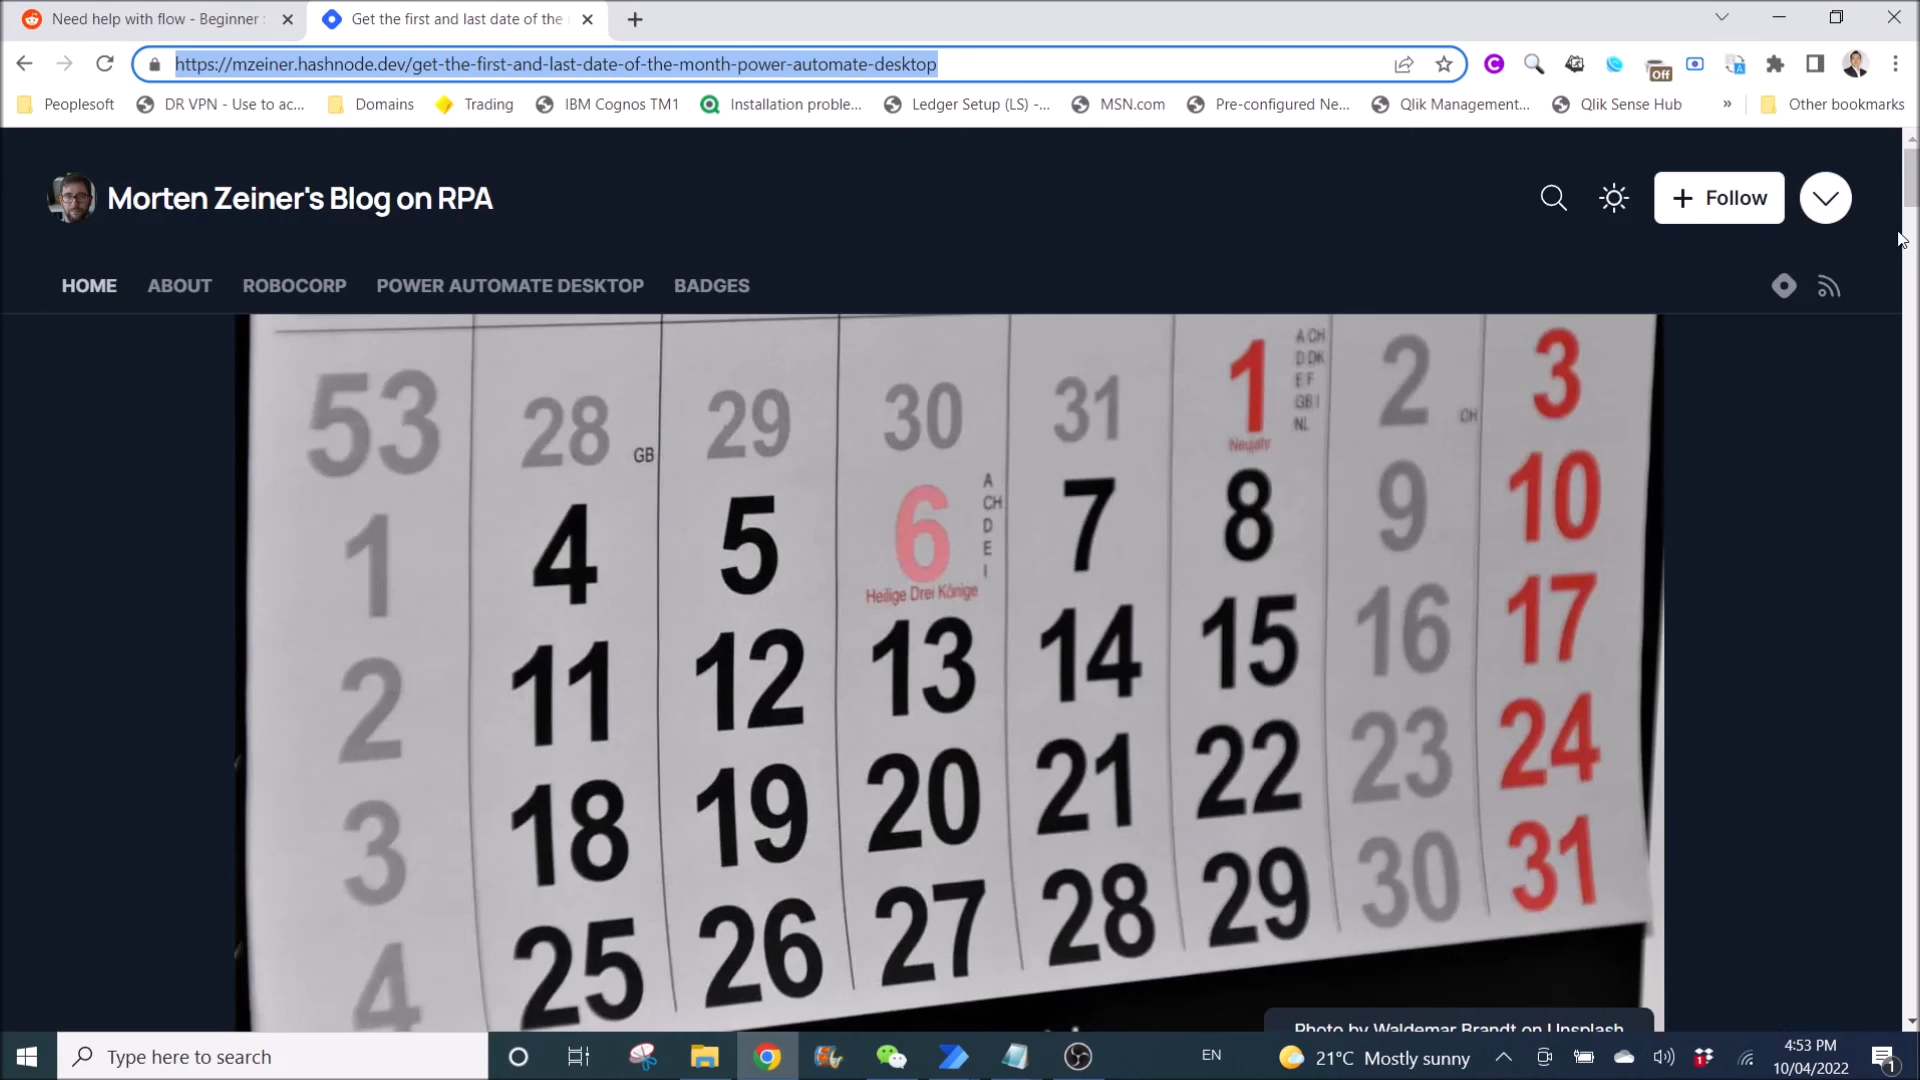 Need help with flow - Beginner
Get the first and last date of the
https://mzeiner.hashnode.dev/get-the-first-and-last-date-of-the-month-power-automate-desktop
Off
Peoplesoft
DR VPN - Use to ac...
Domains
Trading
IBM Cognos TM1
Installation proble...
Ledger Setup (LS) -...
MSN.com
Pre-configured Ne...
Qlik Management...
Qlik Sense Hub
»
Other bookmarks
Morten Zeiner's Blog on RPA
+ Follow
HOME ABOUT ROBOCORP POWER AUTOMATE DESKTOP BADGES
53 28 GB 29 30 31 1 2 CH 3
A CH
D DK
E F
GB I
NL
Neujahr
1 4 5 6 7 8 9 10
A
CH
D
E
I
Heilige Drei Könige
2 11 12 13 14 15 16 17
3 18 19 20 21 22 23 24
4 25 26 27 28 29 30 31
Photo by Waldemar Brandt on Unsplash
Type here to search
EN
21°C Mostly sunny
4:53 PM
10/04/2022
1